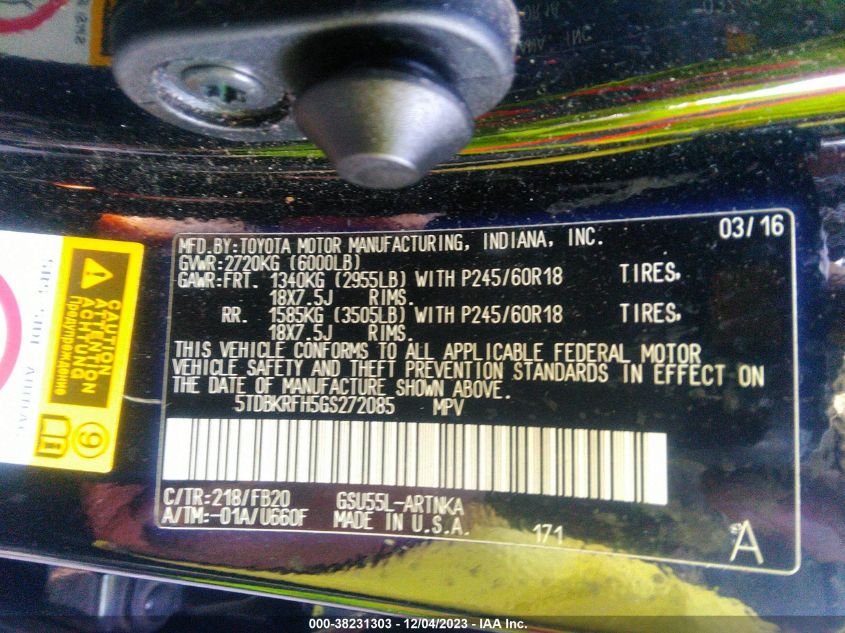 03/16
MFD.BY:TOYOTA MOTOR MANUFACTURING, INDIANA, INC.
GVWR:2720KG (6000LB)
GAWR:FRT. 1340KG (2955LB) WITH P245/60R18 TIRES,
18X7.5J RIMS.
RR. 1585KG (3505LB) WITH P245/60R18 TIRES,
18X7.5J RIMS.
THIS VEHICLE CONFORMS TO ALL APPLICABLE FEDERAL MOTOR
VEHICLE SAFETY AND THEFT PREVENTION STANDARDS IN EFFECT ON
THE DATE OF MANUFACTURE SHOWN ABOVE.
5TDBKRFH5GS272085 MPV
C/TR:218/FB20 GSU55L-ARTNKA
A/TM:-01A/U660F MADE IN U.S.A.
171
A
CAUTION
ATTENTION
ACHTUNG
Предупреждение
9
000-38231303 - 12/04/2023 - IAA Inc.